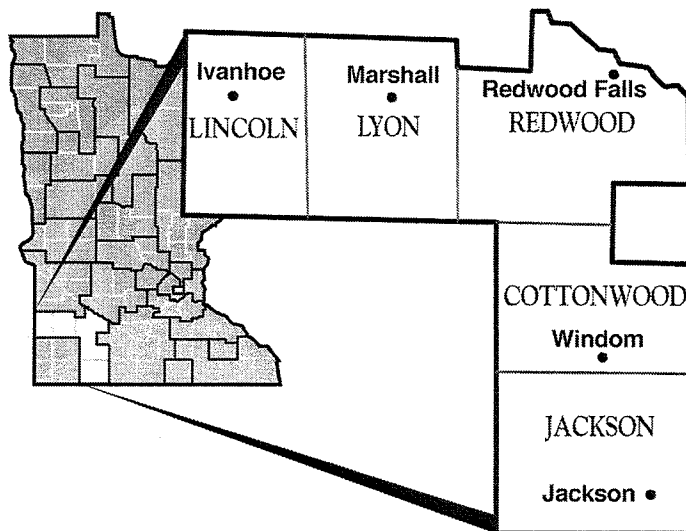 Ivanhoe
LINCOLN
Marshall
LYON
Redwood Falls
REDWOOD
COTTONWOOD
Windom
JACKSON
Jackson